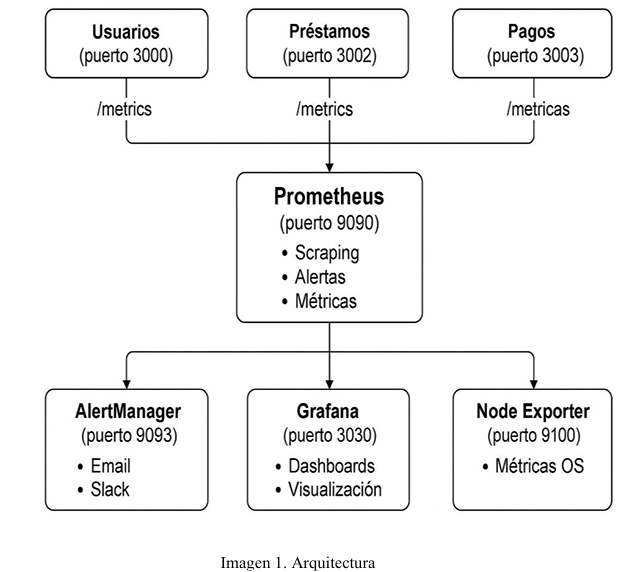 Usuarios
(puerto 3000)
Préstamos
(puerto 3002)
Pagos
(puerto 3003)
/metrics
/metrics
/metricas
Prometheus
(puerto 9090)
• Scraping
• Alertas
• Métricas
AlertManager
(puerto 9093)
• Email
• Slack
Grafana
(puerto 3030)
• Dashboards
• Visualización
Node Exporter
(puerto 9100)
• Métricas OS
Imagen 1. Arquitectura